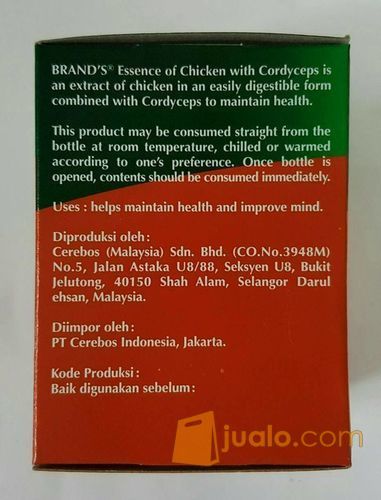 BRAND'S® Essence of Chicken with Cordyceps is
an extract of chicken in an easily digestible form
combined with Cordyceps to maintain health.
This product may be consumed straight from the
bottle at room temperature, chilled or warmed
according to one's preference. Once bottle is
opened, contents should be consumed immediately.
Uses : helps maintain health and improve mind.
Diproduksi oleh :
Cerebos (Malaysia) Sdn. Bhd. (CO.No.3948M)
No.5, Jalan Astaka U8/88, Seksyen U8, Bukit
Jelutong, 40150 Shah Alam, Selangor Darul
ehsan, Malaysia.
Diimpor oleh :
PT Cerebos Indonesia, Jakarta.
Kode Produksi :
Baik digunakan sebelum :
jualo.com